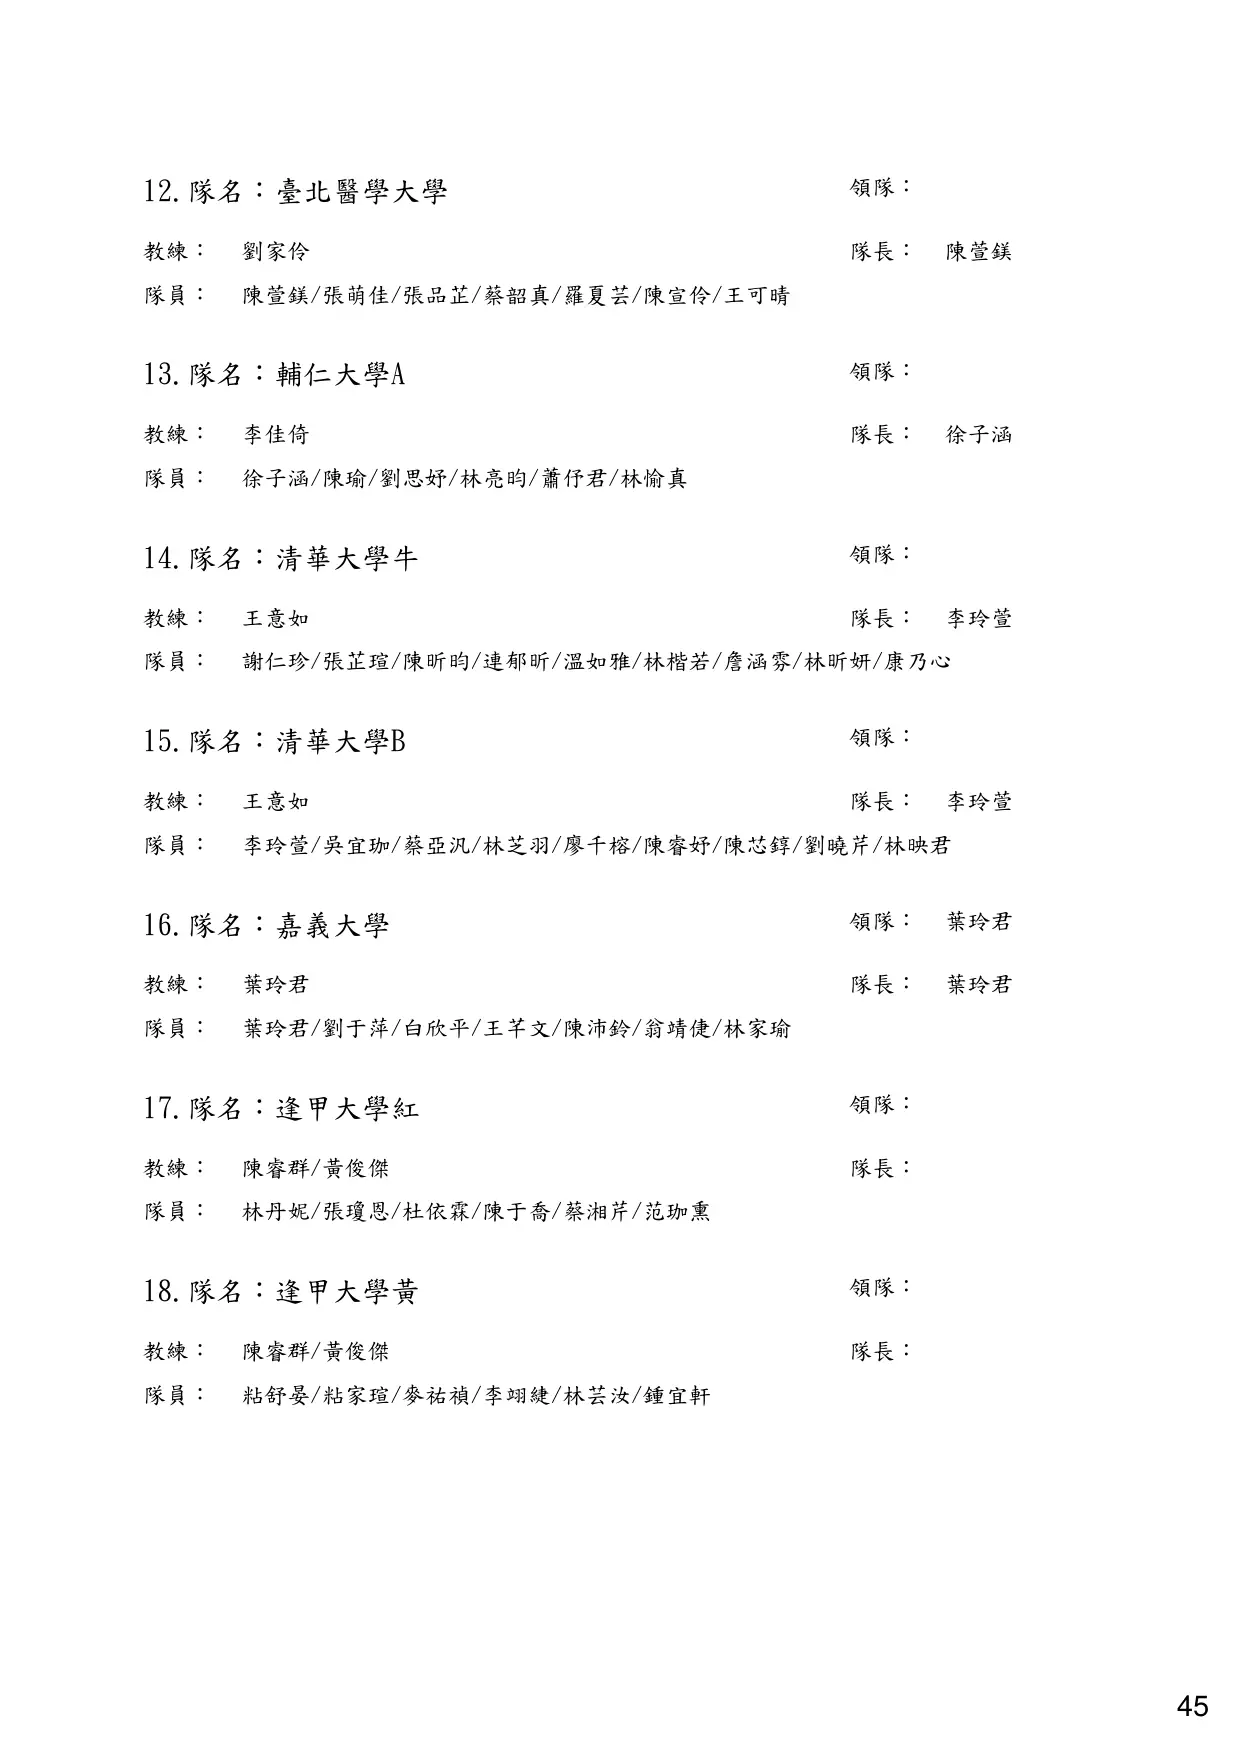 12.隊名：臺北醫學大學 領隊：
教練： 劉家伶 隊長： 陳萱鎂
隊員： 陳萱鎂/張萌佳/張品芷/蔡韶真/羅夏芸/陳宣伶/王可晴
13.隊名：輔仁大學A 領隊：
教練： 李佳倚 隊長： 徐子涵
隊員： 徐子涵/陳瑜/劉思妤/林亮昀/蕭伃君/林愉真
14.隊名：清華大學牛 領隊：
教練： 王意如 隊長： 李玲萱
隊員： 謝仁珍/張芷瑄/陳昕昀/連郁昕/溫如雅/林楷若/詹涵雰/林昕妍/康乃心
15.隊名：清華大學B 領隊：
教練： 王意如 隊長： 李玲萱
隊員： 李玲萱/吳宜珈/蔡亞汎/林芝羽/廖千榕/陳睿妤/陳芯錞/劉曉芹/林映君
16.隊名：嘉義大學 領隊： 葉玲君
教練： 葉玲君 隊長： 葉玲君
隊員： 葉玲君/劉于萍/白欣平/王芊文/陳沛鈴/翁靖倢/林家瑜
17.隊名：逢甲大學紅 領隊：
教練： 陳睿群/黃俊傑 隊長：
隊員： 林丹妮/張瓊恩/杜依霖/陳于喬/蔡湘芹/范珈熏
18.隊名：逢甲大學黃 領隊：
教練： 陳睿群/黃俊傑 隊長：
隊員： 粘舒晏/粘家瑄/麥祐禎/李翊緁/林芸汝/鍾宜軒
45